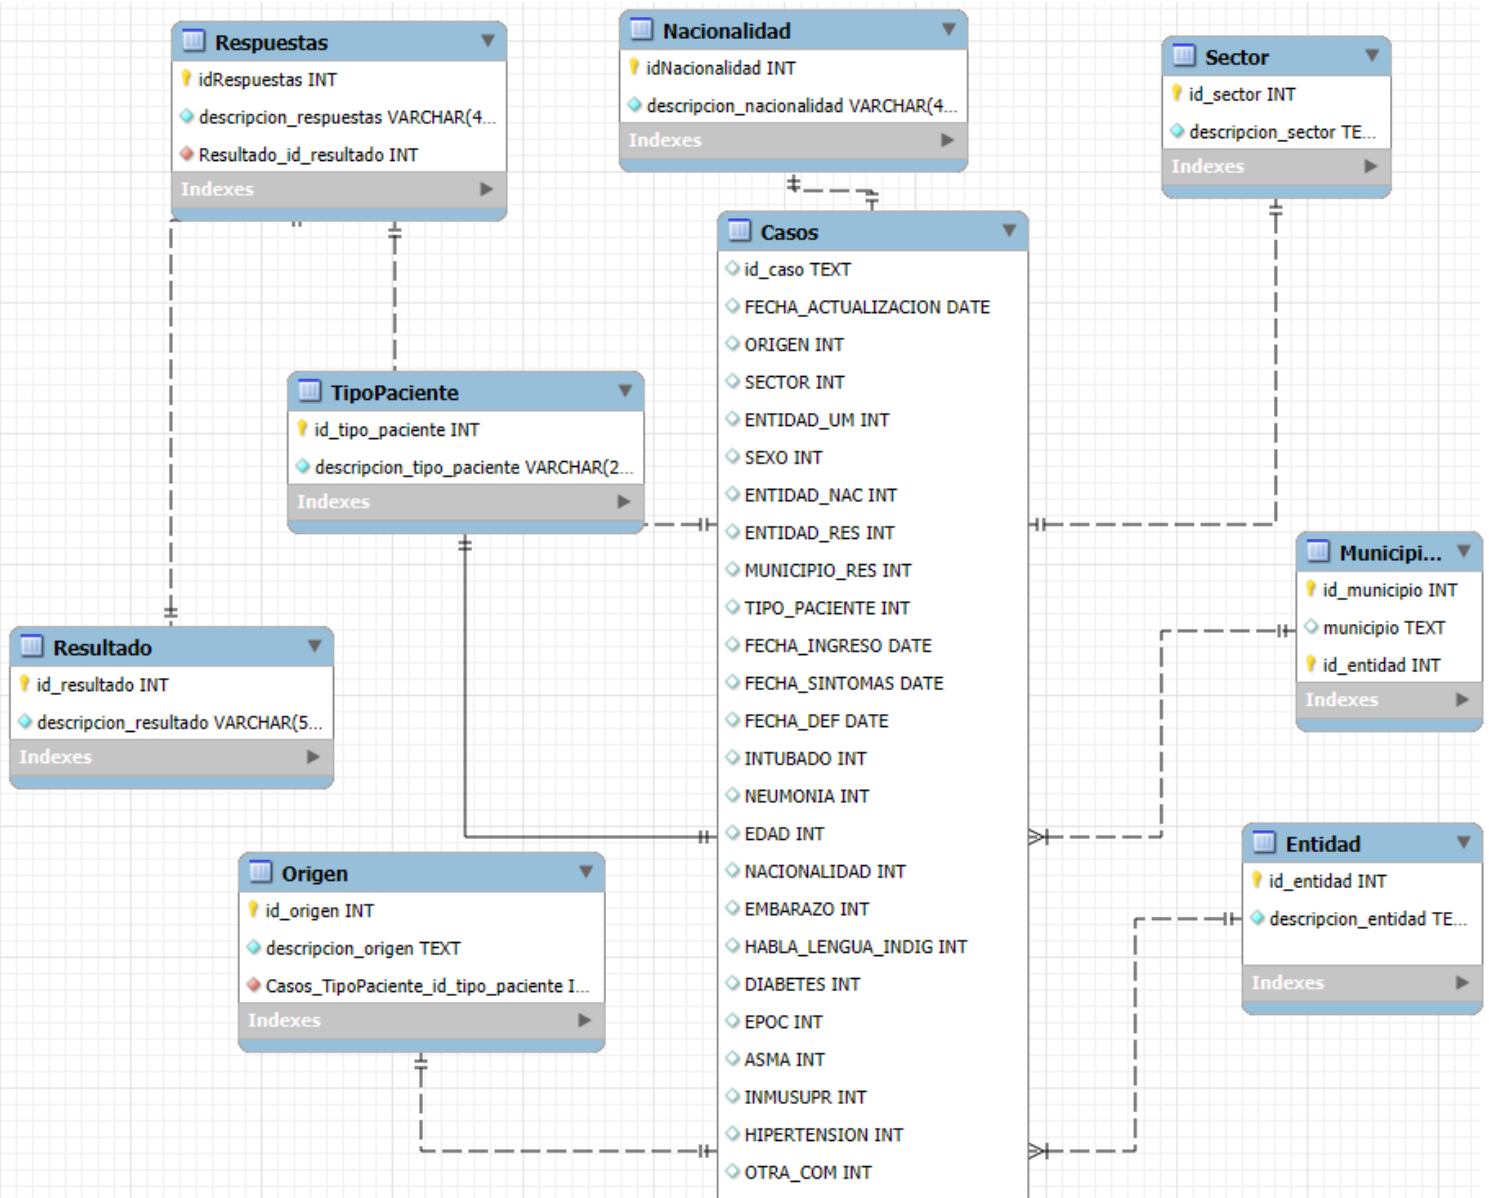 Respuestas
idRespuestas INT
descripcion_respuestas VARCHAR(4...
Resultado_id_resultado INT
Indexes
Nacionalidad
idNacionalidad INT
descripcion_nacionalidad VARCHAR(4...
Indexes
Sector
id_sector INT
descripcion_sector TE...
Indexes
TipoPaciente
id_tipo_paciente INT
descripcion_tipo_paciente VARCHAR(2...
Indexes
Casos
id_caso TEXT
FECHA_ACTUALIZACION DATE
ORIGEN INT
SECTOR INT
ENTIDAD_UM INT
SEXO INT
ENTIDAD_NAC INT
ENTIDAD_RES INT
MUNICIPIO_RES INT
TIPO_PACIENTE INT
FECHA_INGRESO DATE
FECHA_SINTOMAS DATE
FECHA_DEF DATE
INTUBADO INT
NEUMONIA INT
EDAD INT
NACIONALIDAD INT
EMBARAZO INT
HABLA_LENGUA_INDIG INT
DIABETES INT
EPOC INT
ASMA INT
INMUSUPR INT
HIPERTENSION INT
OTRA_COM INT
Municipi...
id_municipio INT
municipio TEXT
id_entidad INT
Indexes
Resultado
id_resultado INT
descripcion_resultado VARCHAR(5...
Indexes
Origen
id_origen INT
descripcion_origen TEXT
Casos_TipoPaciente_id_tipo_paciente I...
Indexes
Entidad
id_entidad INT
descripcion_entidad TE...
Indexes